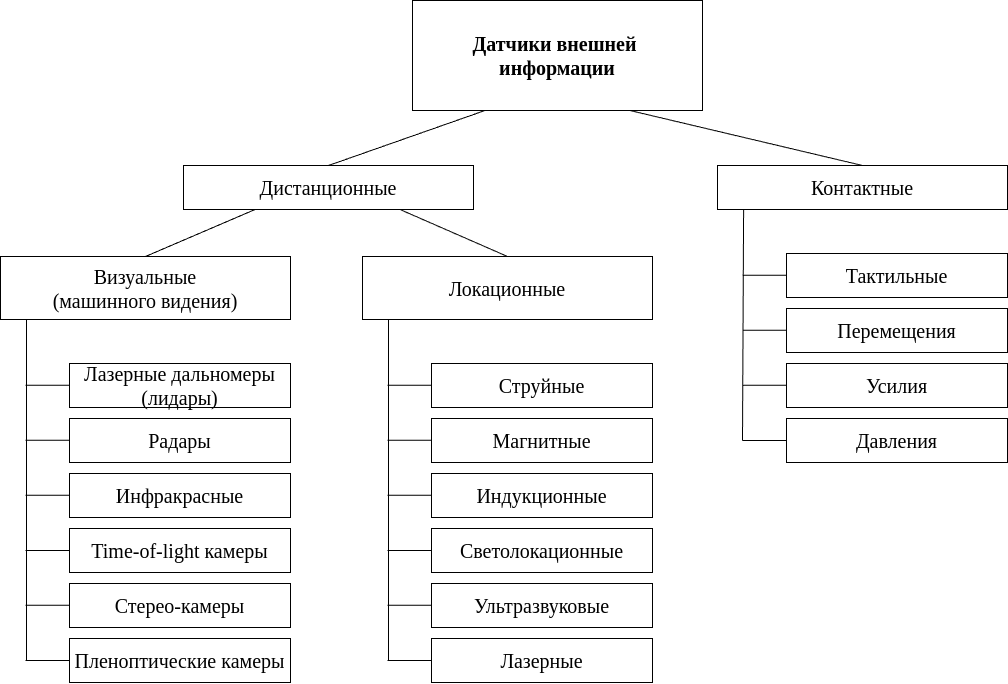 Датчики внешней
информации
Дистанционные
Контактные
Визуальные
(машинного видения)
Лазерные дальномеры
(лидары)
Радары
Инфракрасные
Time-of-light камеры
Стерео-камеры
Пленоптические камеры
Локационные
Струйные
Магнитные
Индукционные
Светолокационные
Ультразвуковые
Лазерные
Тактильные
Перемещения
Усилия
Давления